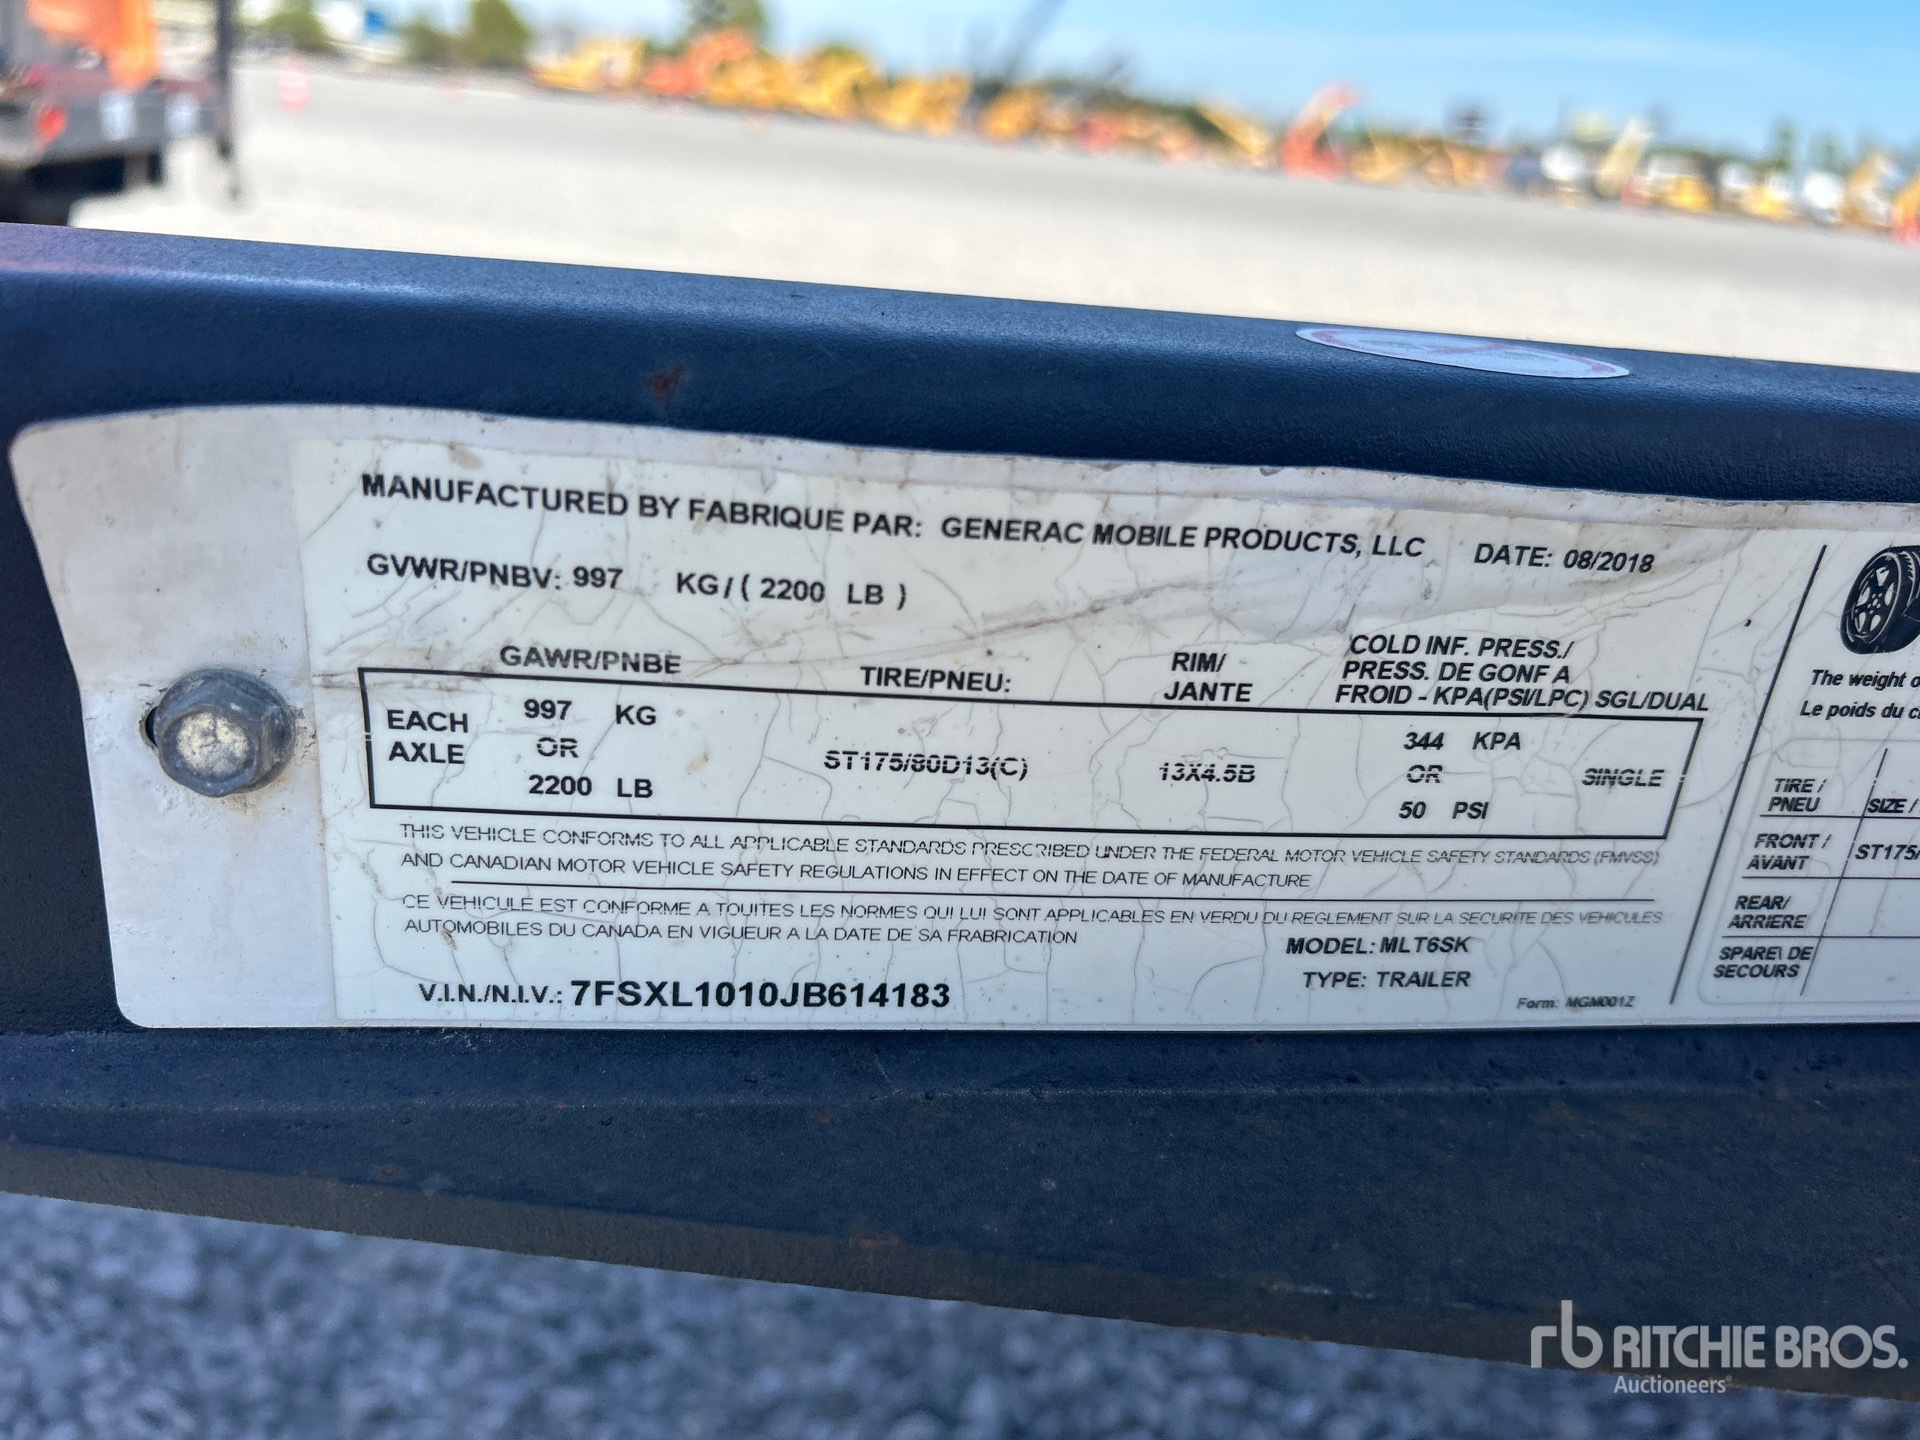 MANUFACTURED BY FABRIQUE PAR: GENERAC MOBILE PRODUCTS, LLC DATE: 08/2018
GVWR/PNBV: 997 KG / ( 2200 LB )
GAWR/PNBE TIRE/PNEU: RIM/ JANTE COLD INF. PRESS./
PRESS. DE GONF A
FROID - KPA(PSI/LPC) SGL/DUAL
EACH AXLE 997 KG OR 2200 LB ST175/80D13(C) 13X4.5B 344 KPA OR 50 PSI SINGLE
THIS VEHICLE CONFORMS TO ALL APPLICABLE STANDARDS PRESCRIBED UNDER THE FEDERAL MOTOR VEHICLE SAFETY STANDARDS (FMVSS)
AND CANADIAN MOTOR VEHICLE SAFETY REGULATIONS IN EFFECT ON THE DATE OF MANUFACTURE
CE VEHICULE EST CONFORME A TOUITES LES NORMES QUI LUI SONT APPLICABLES EN VERDU DU REGLEMENT SUR LA SECURITE DES VEHICULES
AUTOMOBILES DU CANADA EN VIGUEUR A LA DATE DE SA FRABRICATION
MODEL: MLT6SK
TYPE: TRAILER
V.I.N./N.I.V.: 7FSXL1010JB614183
Form: MGM001Z
The weight
Le poids du
TIRE / PNEU SIZE /
FRONT / AVANT ST175/
REAR/ ARRIERE
SPARE\ DE SECOURS
rb RITCHIE BROS.
Auctioneers